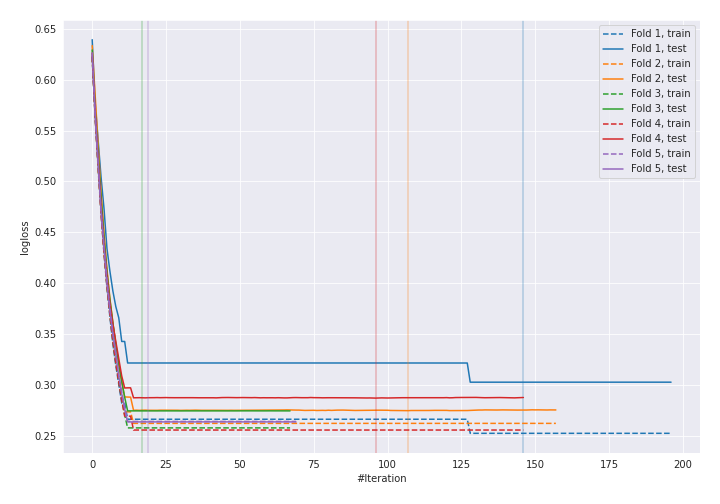 0.65
0.60
0.55
0.50
0.45
0.40
0.35
0.30
0.25
logloss
0 25 50 75 100 125 150 175 200
#Iteration
Fold 1, train
Fold 1, test
Fold 2, train
Fold 2, test
Fold 3, train
Fold 3, test
Fold 4, train
Fold 4, test
Fold 5, train
Fold 5, test